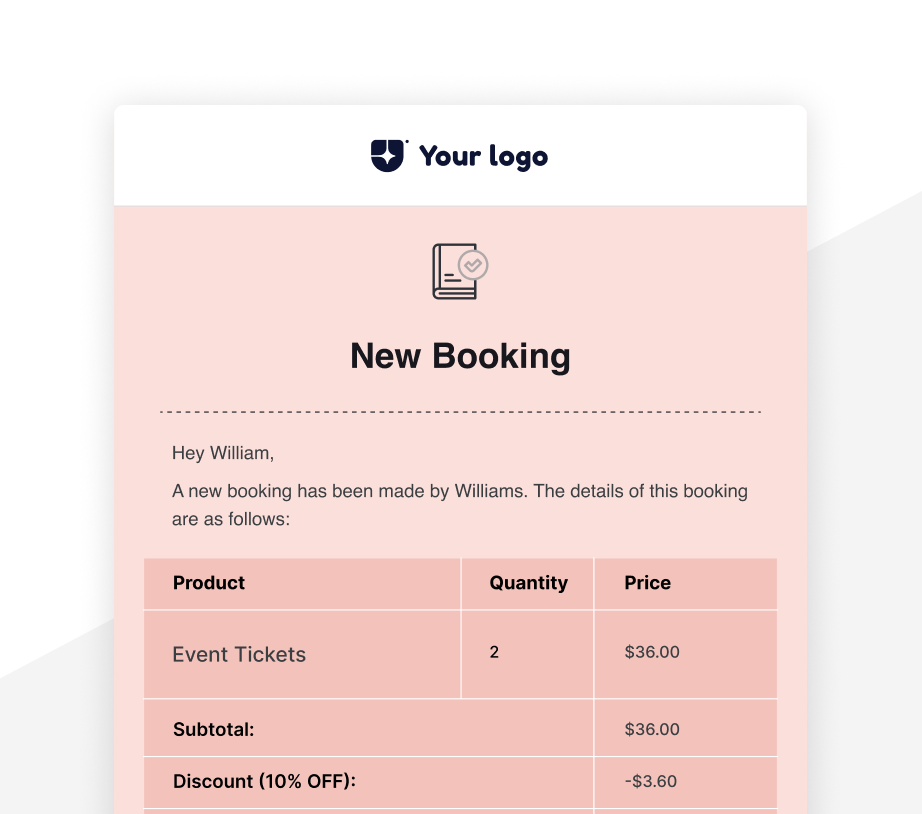 Your logo
New Booking
Hey William,
A new booking has been made by Williams. The details of this booking
are as follows:
Product Quantity Price
Event Tickets 2 $36.00
Subtotal: $36.00
Discount (10% OFF): -$3.60